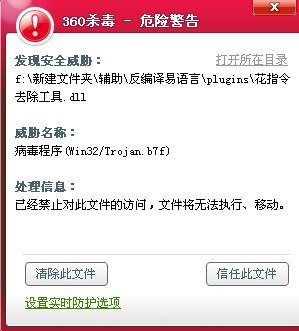 360杀毒 - 危险警告
发现安全威胁： 打开所在目录
f:\新建文件夹\辅助\反编译易语言\plugins\花指令
去除工具.dll
威胁名称：
病毒程序(Win32/Trojan.b7f)
处理信息：
已经禁止对此文件的访问，文件将无法执行、移动。
清除此文件 信任此文件
设置实时防护选项